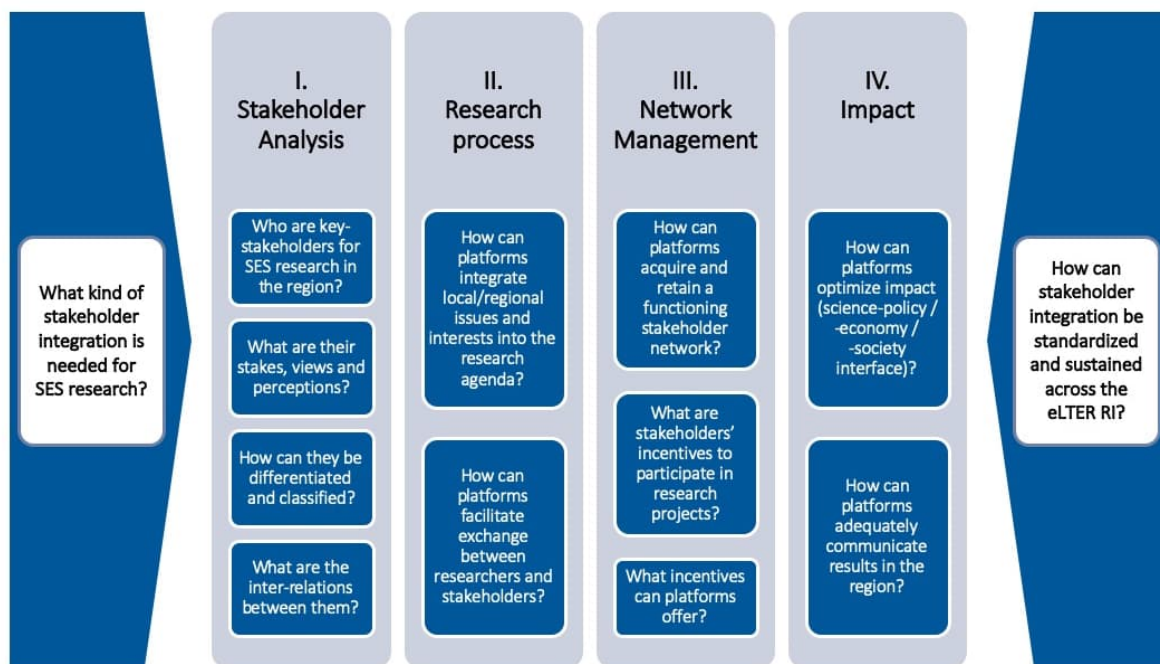 What kind of
stakeholder
integration is
needed for
SES research?
I.
Stakeholder
Analysis
Who are key-
stakeholders for
SES research in
the region?
What are their
stakes, views and
perceptions?
How can they be
differentiated
and classified?
What are the
inter-relations
between them?
II.
Research
process
How can
platforms
integrate
local/regional
issues and
interests into the
research
agenda?
How can
platforms
facilitate
exchange
between
researchers and
stakeholders?
III.
Network
Management
How can
platforms
acquire and
retain a
functioning
stakeholder
network?
What are
stakeholders'
incentives to
participate in
research
projects?
What incentives
can platforms
offer?
IV.
Impact
How can
platforms
optimize impact
(science-policy /
-economy /
-society
interface)?
How can
platforms
adequately
communicate
results in the
region?
How can
stakeholder
integration be
standardized
and sustained
across the
eLTER RI?